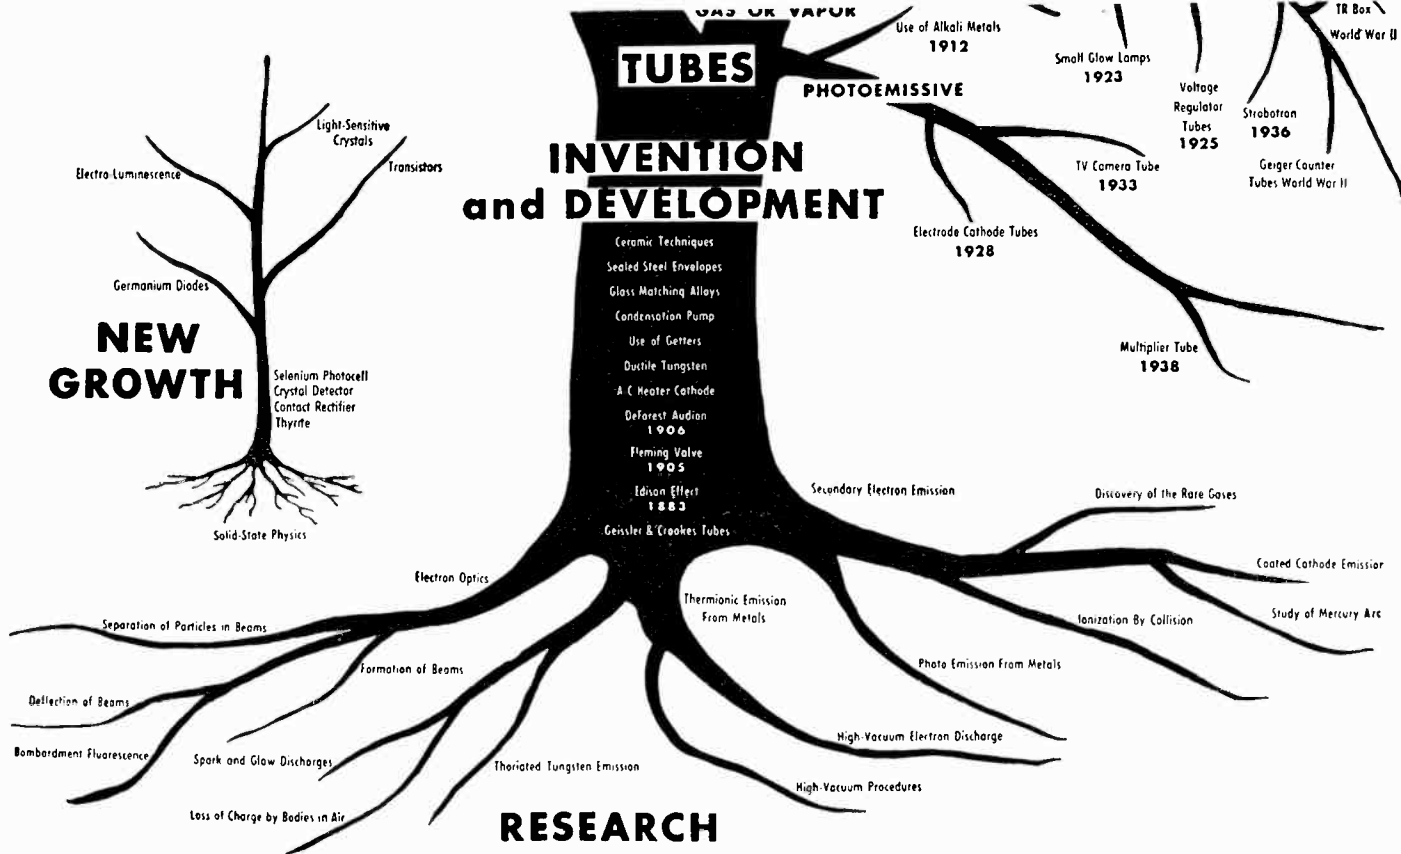 GAS OR VAPOR
TUBES
Use of Alkali Metals
1912
PHOTOEMISSIVE
Small Glow Lamps
1923
Voltage
Regulator
Tubes
1925
Strobotron
1936
TR Box
World War II
Geiger Counter
Tubes World War II
TV Camera Tube
1933
Electrode Cathode Tubes
1928
Multiplier Tube
1938
INVENTION
and DEVELOPMENT
Ceramic Techniques
Sealed Steel Envelopes
Glass Matching Alloys
Condensation Pump
Use of Getters
Ductile Tungsten
A C Heater Cathode
DeForest Audion
1906
Fleming Valve
1905
Edison Effect
1883
Geissler & Crookes Tubes
Light-Sensitive
Crystals
Transistors
Electro-Luminescence
Germanium Diodes
NEW
GROWTH
Selenium Photocell
Crystal Detector
Contact Rectifier
Thyrite
Solid-State Physics
Secondary Electron Emission
Discovery of the Rare Gases
Coated Cathode Emission
Study of Mercury Arc
Ionization By Collision
Photo Emission From Metals
Thermionic Emission
From Metals
High-Vacuum Electron Discharge
High-Vacuum Procedures
Electron Optics
Separation of Particles in Beams
Formation of Beams
Deflection of Beams
Bombardment Fluorescence
Spark and Glow Discharges
Thoriated Tungsten Emission
Loss of Charge by Bodies in Air
RESEARCH